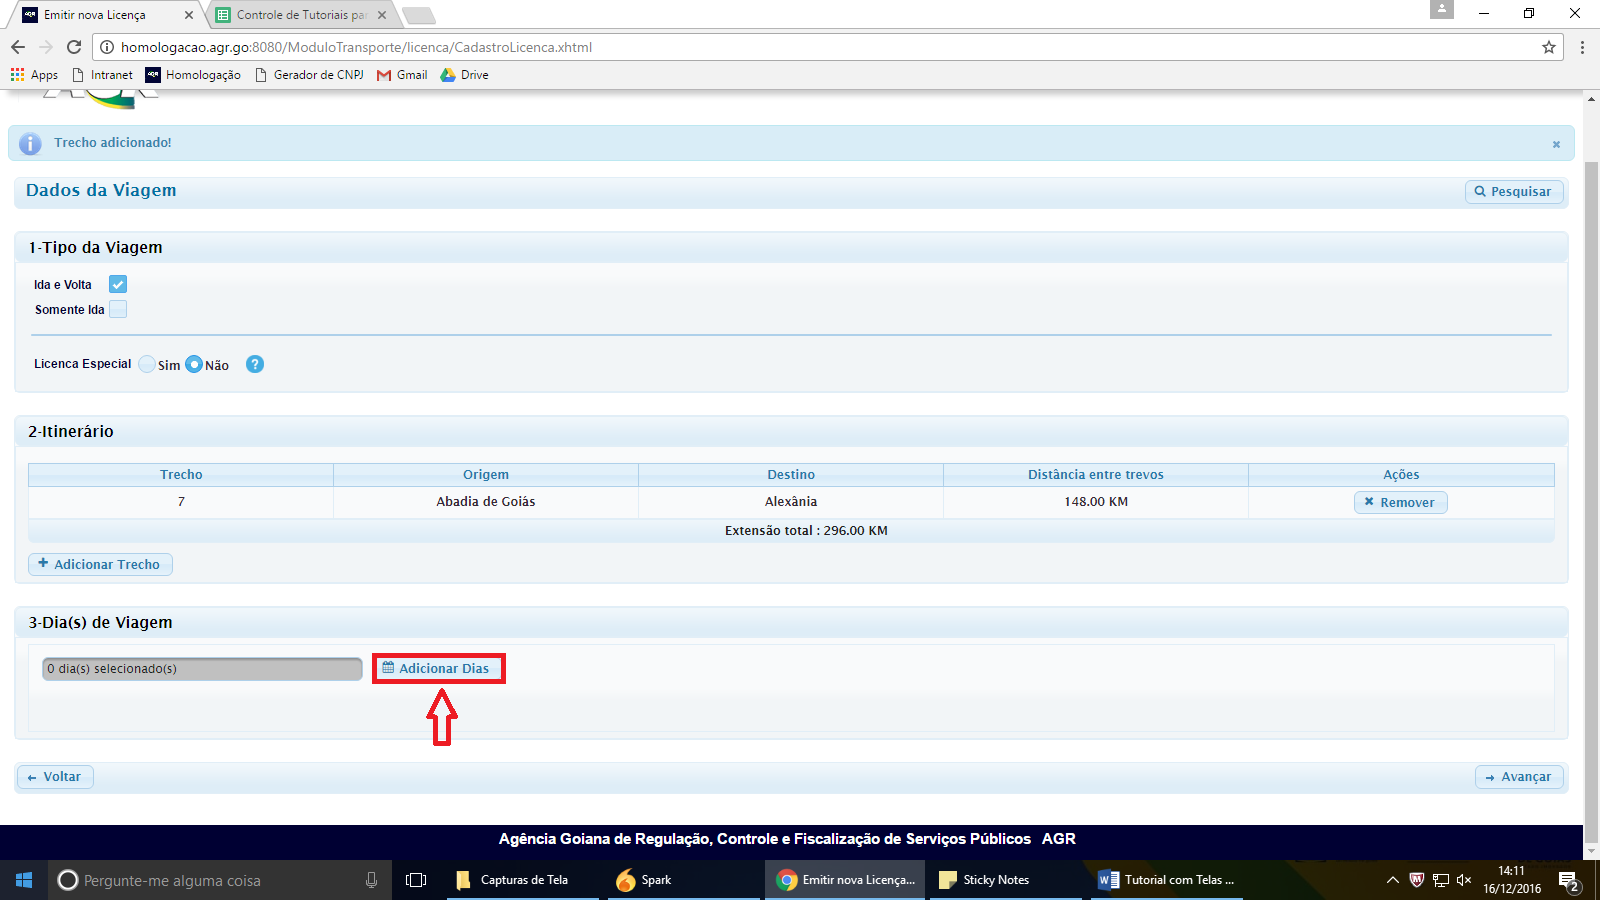 Emitir nova Licença
Controle de Tutoriais pa
homologacao.agr.go:8080/ModuloTransporte/licenca/CadastroLicenca.xhtml
Apps Intranet Homologação Gerador de CNPJ Gmail Drive
Trecho adicionado!
Dados da Viagem
Pesquisar
1-Tipo da Viagem
Ida e Volta
Somente Ida
Licenca Especial Sim Não ?
2-Itinerário
Trecho Origem Destino Distância entre trevos Ações
7 Abadia de Goiás Alexânia 148.00 KM Remover
Extensão total : 296.00 KM
Adicionar Trecho
3-Dia(s) de Viagem
0 dia(s) selecionado(s) Adicionar Dias
Voltar
Avançar
Agência Goiana de Regulação, Controle e Fiscalização de Serviços Públicos AGR
Pergunte-me alguma coisa
Capturas de Tela
Spark
Emitir nova Licença...
Sticky Notes
Tutorial com Telas ...
14:11
16/12/2016
2